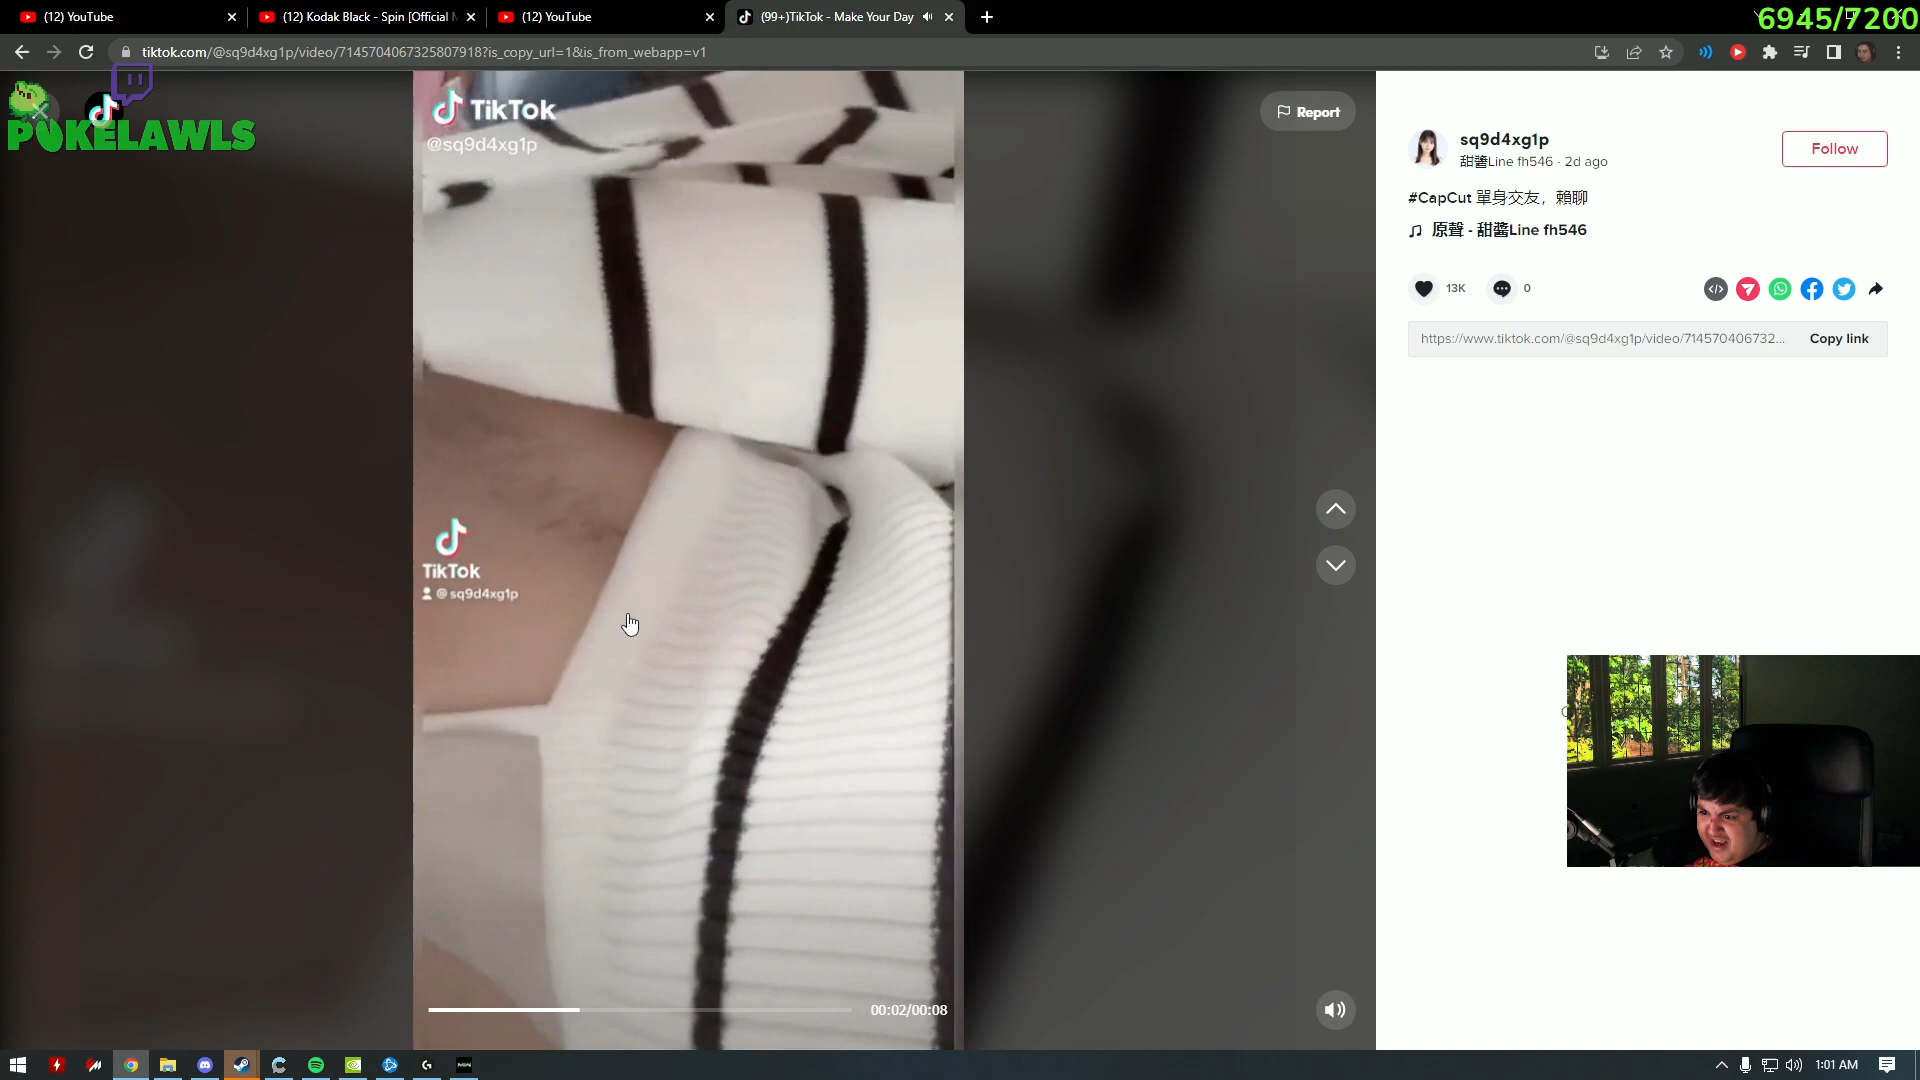 (12) YouTube
(12) Kodak Black - Spin [Official M
(12) YouTube
(99+)TikTok - Make Your Day
6945/7200
tiktok.com/@sq9d4xg1p/video/7145704067325807918?is_copy_url=1&is_from_webapp=v1
POKELAWLS
TikTok
@sq9d4xg1p
Report
sq9d4xg1p
甜醬Line fh546 · 2d ago
Follow
#CapCut 單身交友，賴聊
原聲 - 甜醬Line fh546
13K
0
https://www.tiktok.com/@sq9d4xg1p/video/714570406732...
Copy link
TikTok
@sq9d4xg1p
00:02/00:08
1:01 AM